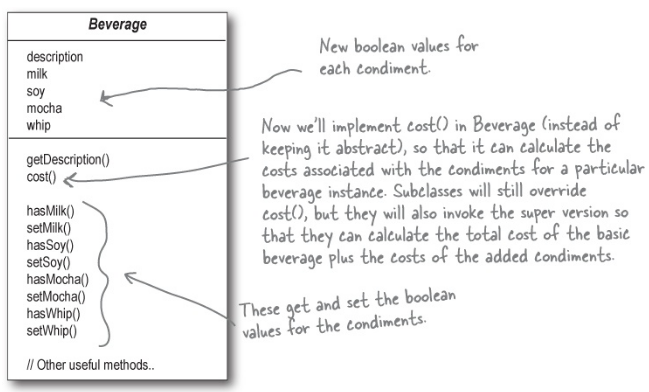 Beverage
description
milk
soy
mocha
whip
getDescription()
cost()
hasMilk()
setMilk()
hasSoy()
setSoy()
hasMocha()
setMocha()
hasWhip()
setWhip()
// Other useful methods..
New boolean values for
each condiment.
Now we'll implement cost() in Beverage (instead of
keeping it abstract), so that it can calculate the
costs associated with the condiments for a particular
beverage instance. Subclasses will still override
cost(), but they will also invoke the super version so
that they can calculate the total cost of the basic
beverage plus the costs of the added condiments.
These get and set the boolean
values for the condiments.